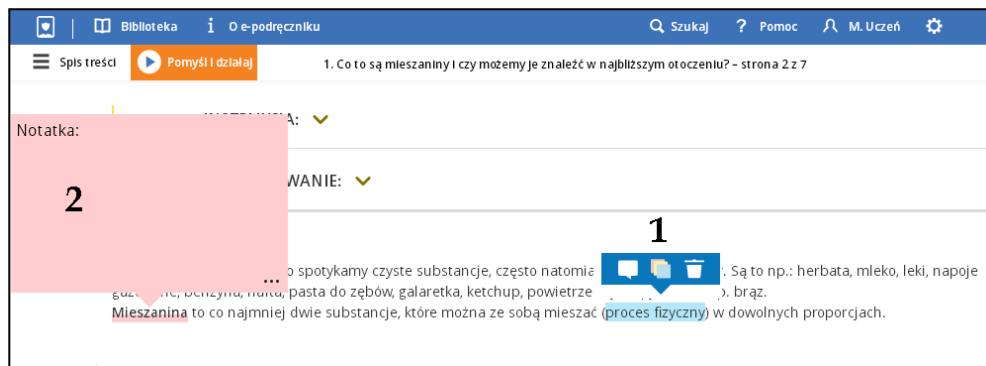 Biblioteka O e-podręczniku Szukaj ? Pomoc M. Uczeń
Spis treści Pomyśl i działaj 1. Co to są mieszaniny i czy możemy je znaleźć w najbliższym otoczeniu? – strona 2 z 7
Notatka:
WANIE:
2
1
... o spotykamy czyste substancje, często natomia . Są to np.: herbata, mleko, leki, napoje
pasta do zębów, galaretka, ketchup, powietrze p. brąz.
Mieszanina to co najmniej dwie substancje, które można ze sobą mieszać (proces fizyczny) w dowolnych proporcjach.